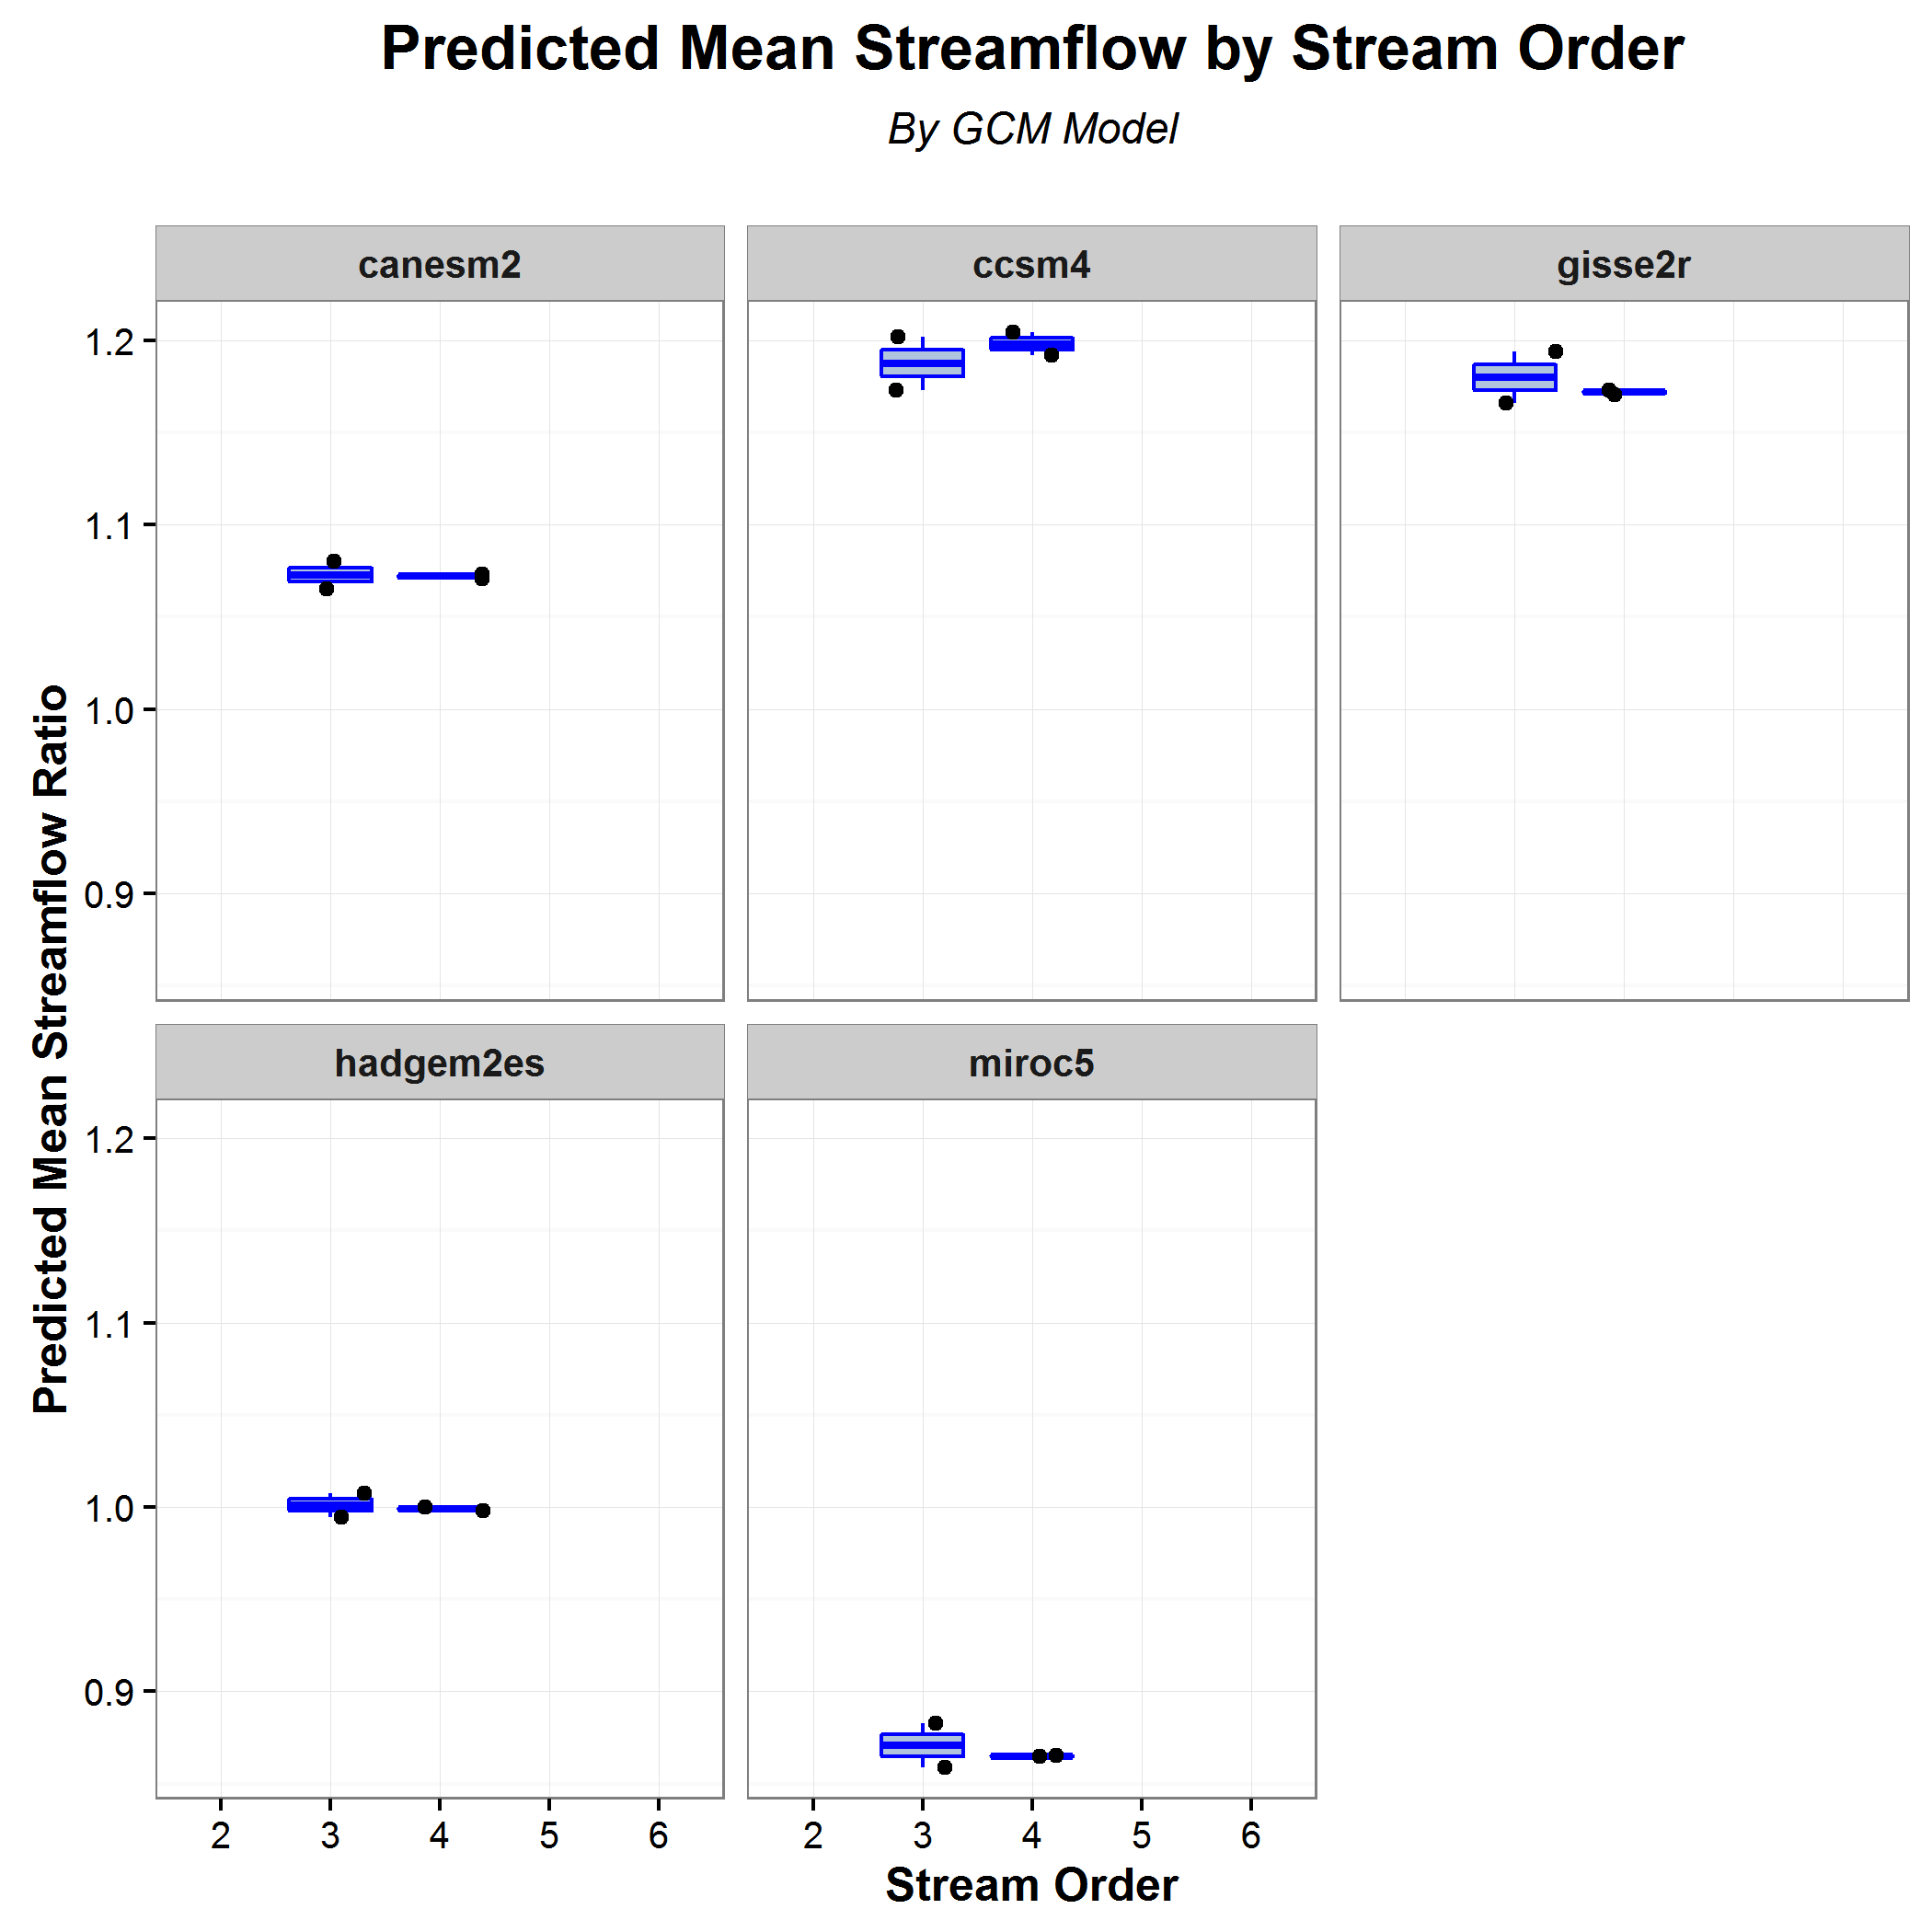 Predicted Mean Streamflow by Stream Order
By GCM Model
canesm2
ccsm4
gisse2r
1.2
1.1
1.0
0.9
Predicted Mean Streamflow Ratio
hadgem2es
miroc5
1.2
1.1
1.0
0.9
2 3 4 5 6
2 3 4 5 6
Stream Order